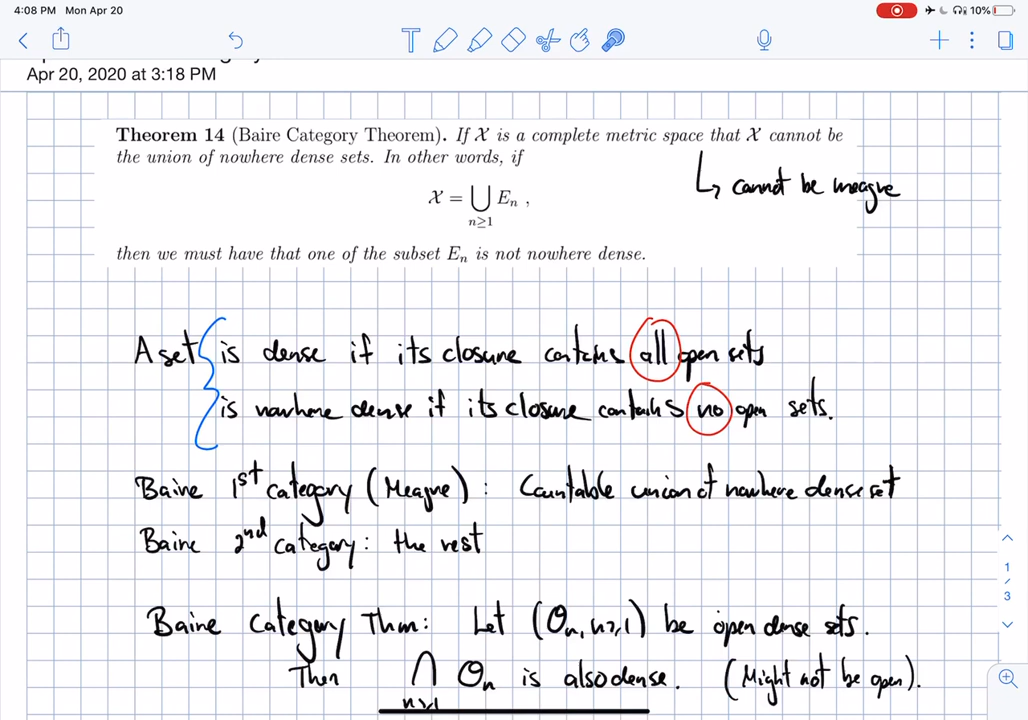 4:08 PM Mon Apr 20
10%
Apr 20, 2020 at 3:18 PM
Theorem 14 (Baire Category Theorem). If X is a complete metric space that X cannot be
the union of nowhere dense sets. In other words, if
X = ⋃ E_n ,
n≥1
↳ cannot be meagre
then we must have that one of the subset E_n is not nowhere dense.
A set { is dense if its closure contains all open sets
is nowhere dense if its closure contains no open sets.
Baire 1st category (Meagre) : Countable union of nowhere dense set
Baire 2nd category : the rest
Baire Category Thm: Let (O_n, n≥1) be open dense sets.
Then ⋂ O_n is also dense. (Might not be open).
n≥1
1
/
3